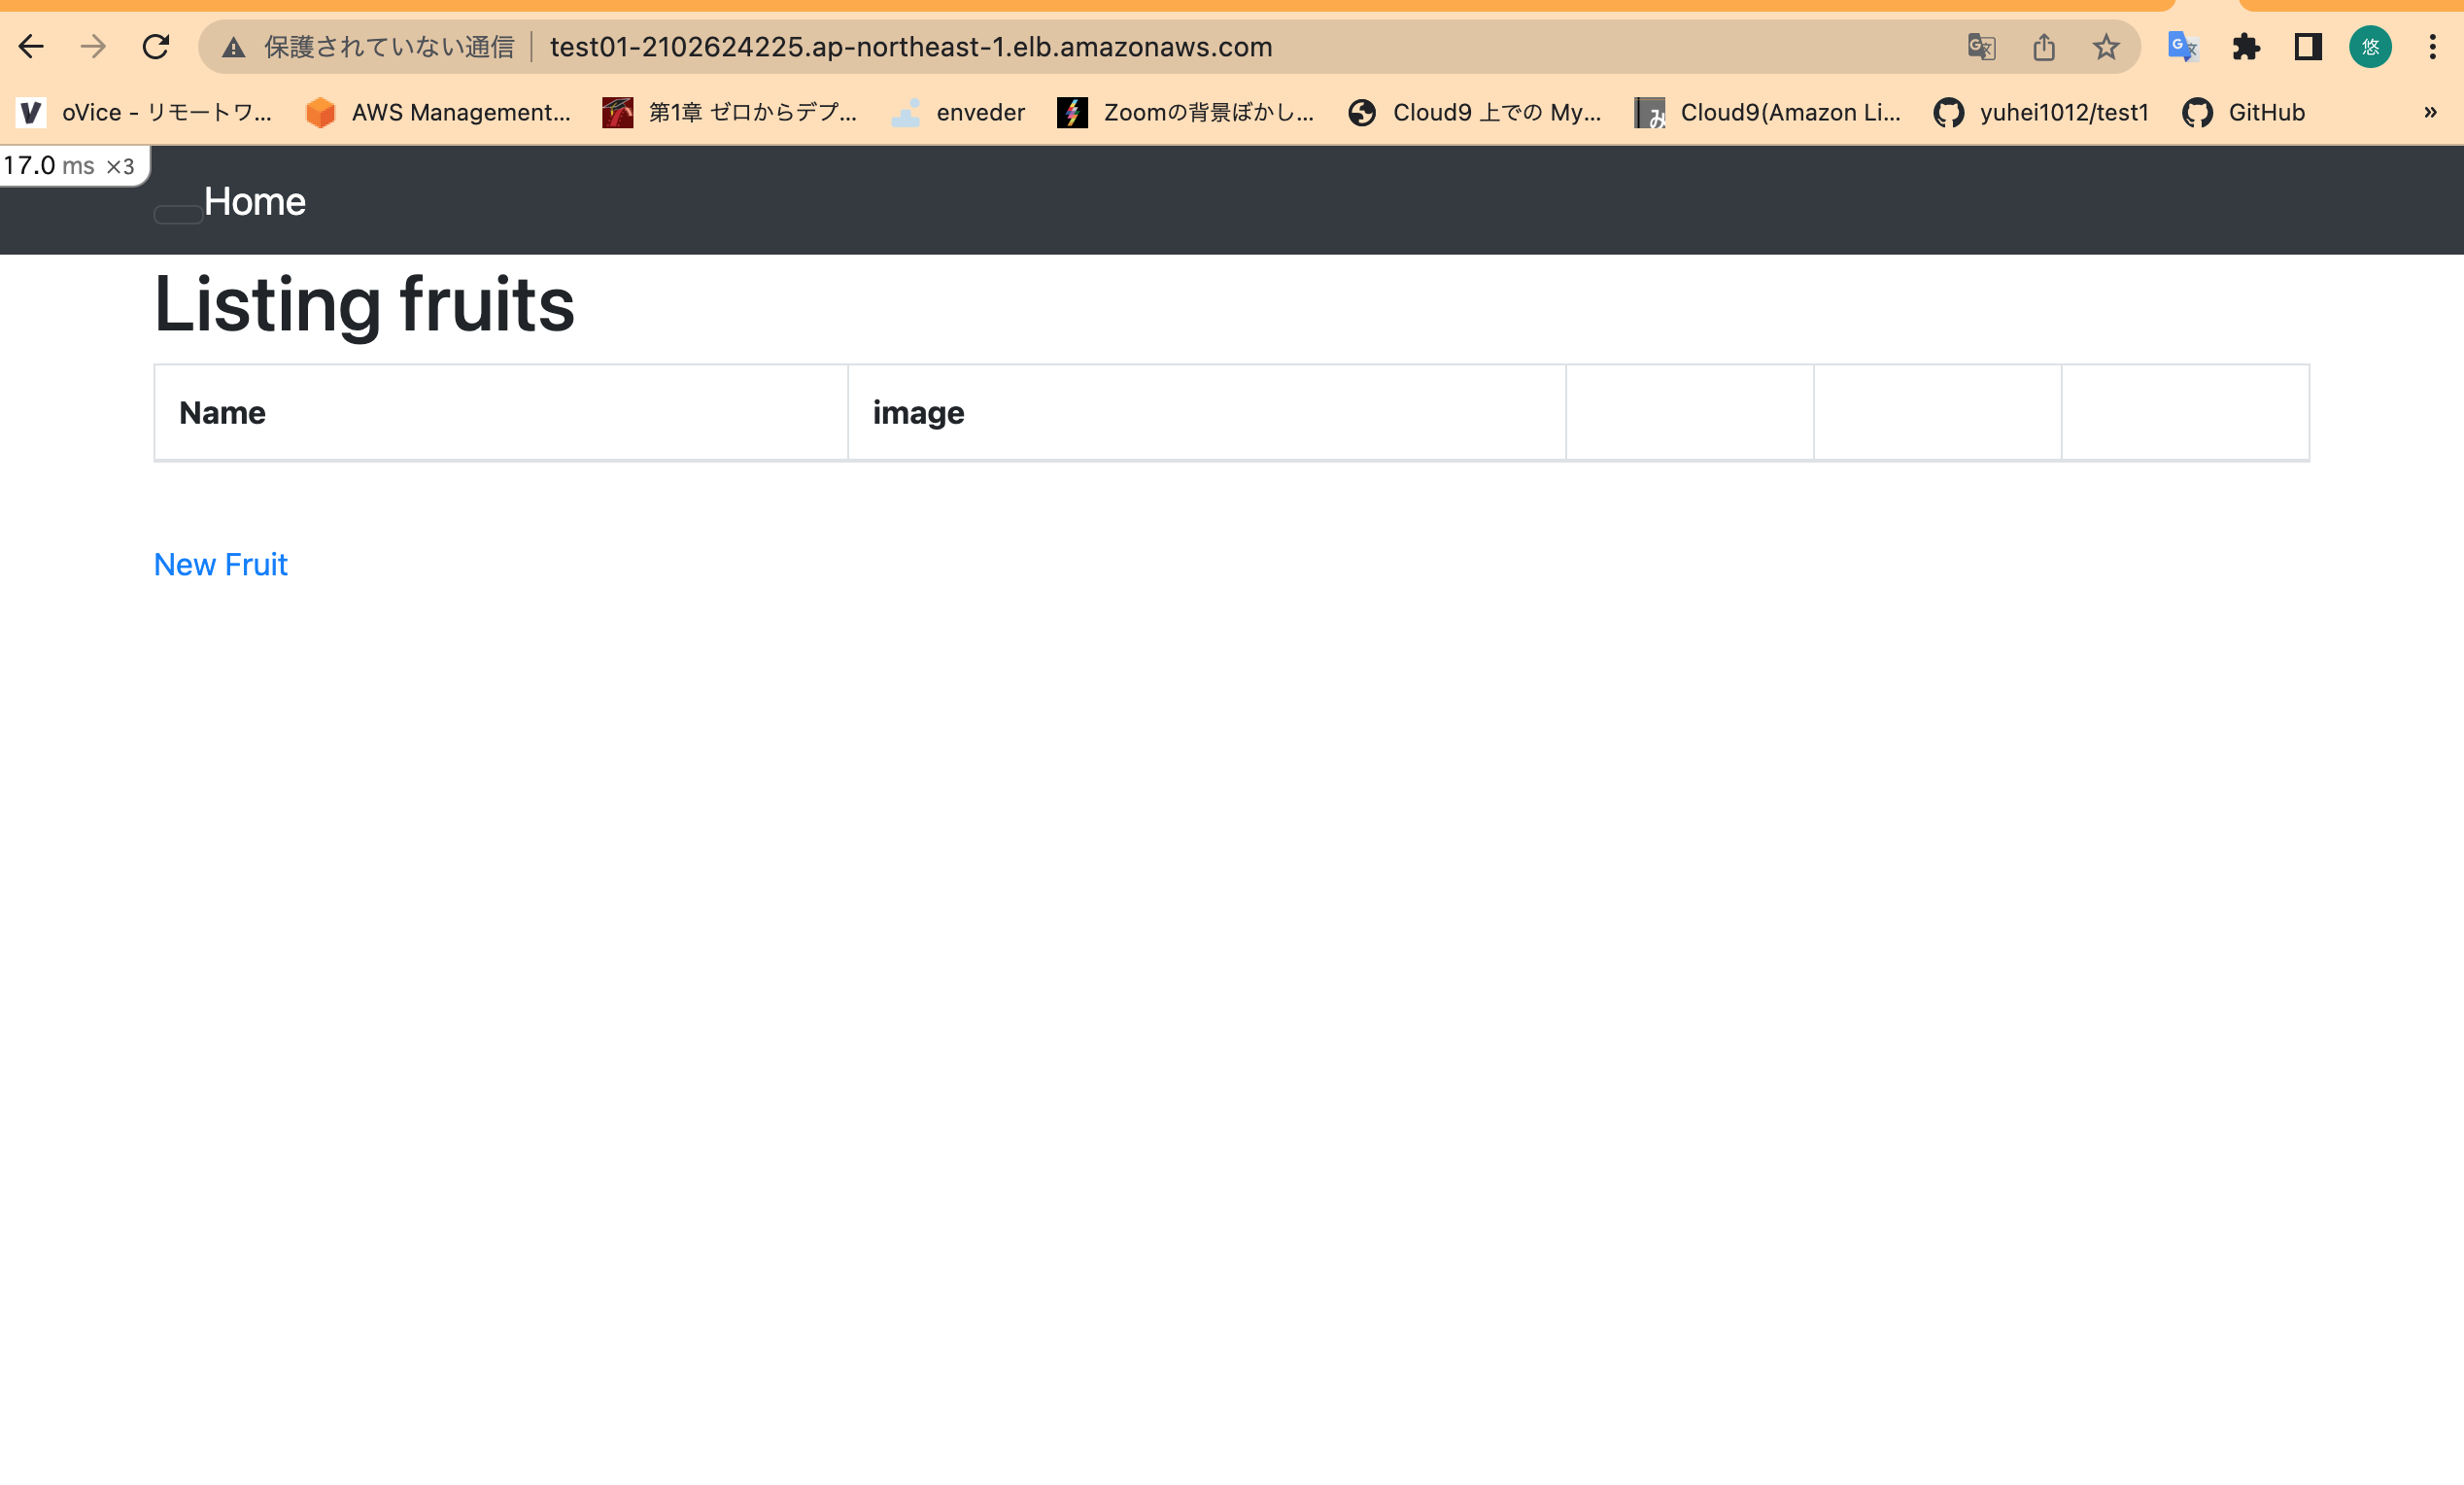 保護されていない通信 test01-2102624225.ap-northeast-1.elb.amazonaws.com 悠
oVice - リモートワ... AWS Management... 第1章 ゼロからデプ... enveder Zoomの背景ぼかし... Cloud9 上での My... Cloud9(Amazon Li... yuhei1012/test1 GitHub »
17.0 ms ×3
Home
Listing fruits
Name image
New Fruit